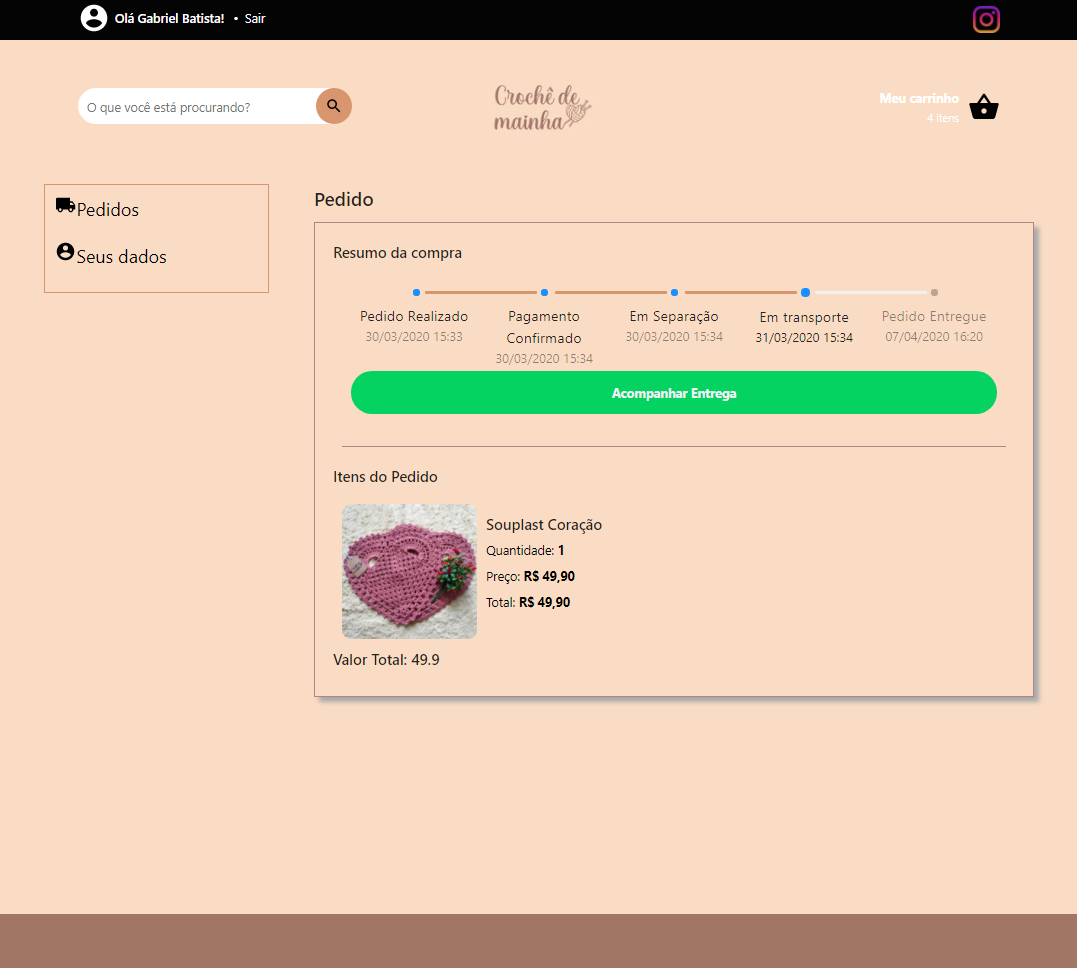 Olá Gabriel Batista! • Sair
O que você está procurando?
Crochê de
mainha
Meu carrinho
4 itens
Pedidos
Seus dados
Pedido
Resumo da compra
Pedido Realizado
30/03/2020 15:33
Pagamento
Confirmado
30/03/2020 15:34
Em Separação
30/03/2020 15:34
Em transporte
31/03/2020 15:34
Pedido Entregue
07/04/2020 16:20
Acompanhar Entrega
Itens do Pedido
Souplast Coração
Quantidade: 1
Preço: R$ 49,90
Total: R$ 49,90
Valor Total: 49.9